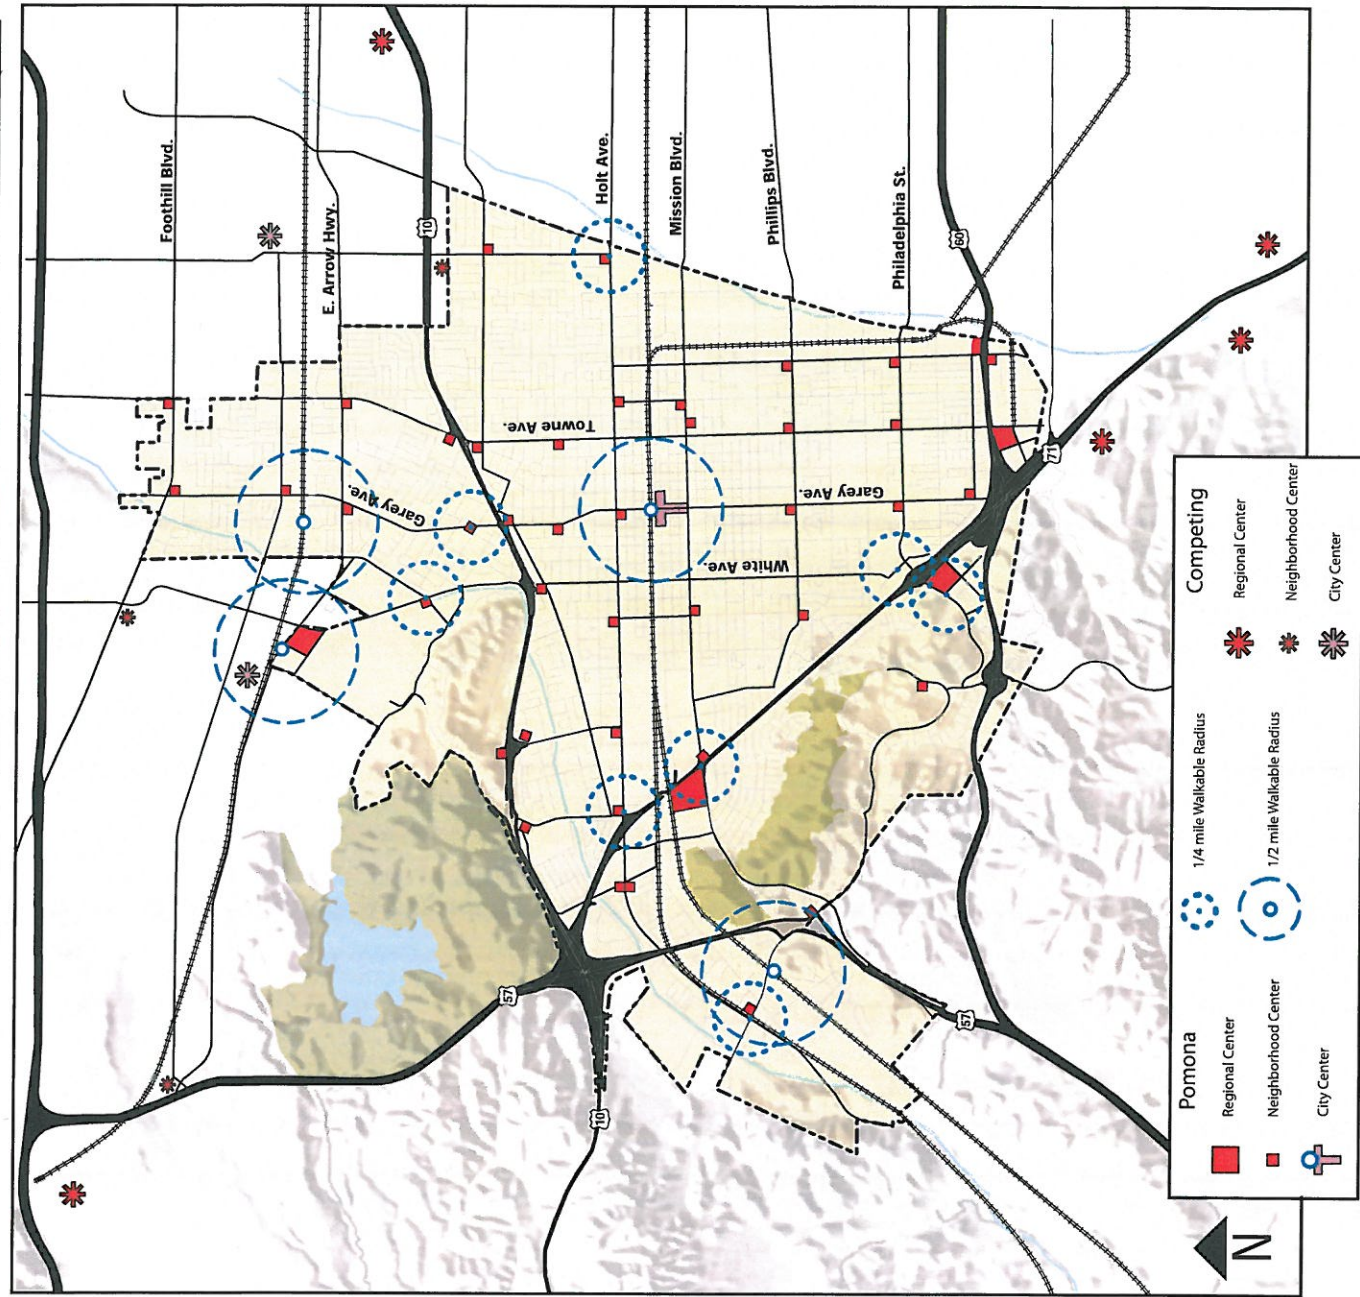 Foothill Blvd.
E. Arrow Hwy.
10
Holt Ave.
Mission Blvd.
Phillips Blvd.
Philadelphia St.
60
71
Towne Ave.
Garey Ave.
Garey Ave.
White Ave.
57
10
57
N
Pomona
Regional Center
Neighborhood Center
City Center
1/4 mile Walkable Radius
1/2 mile Walkable Radius
Competing
Regional Center
Neighborhood Center
City Center